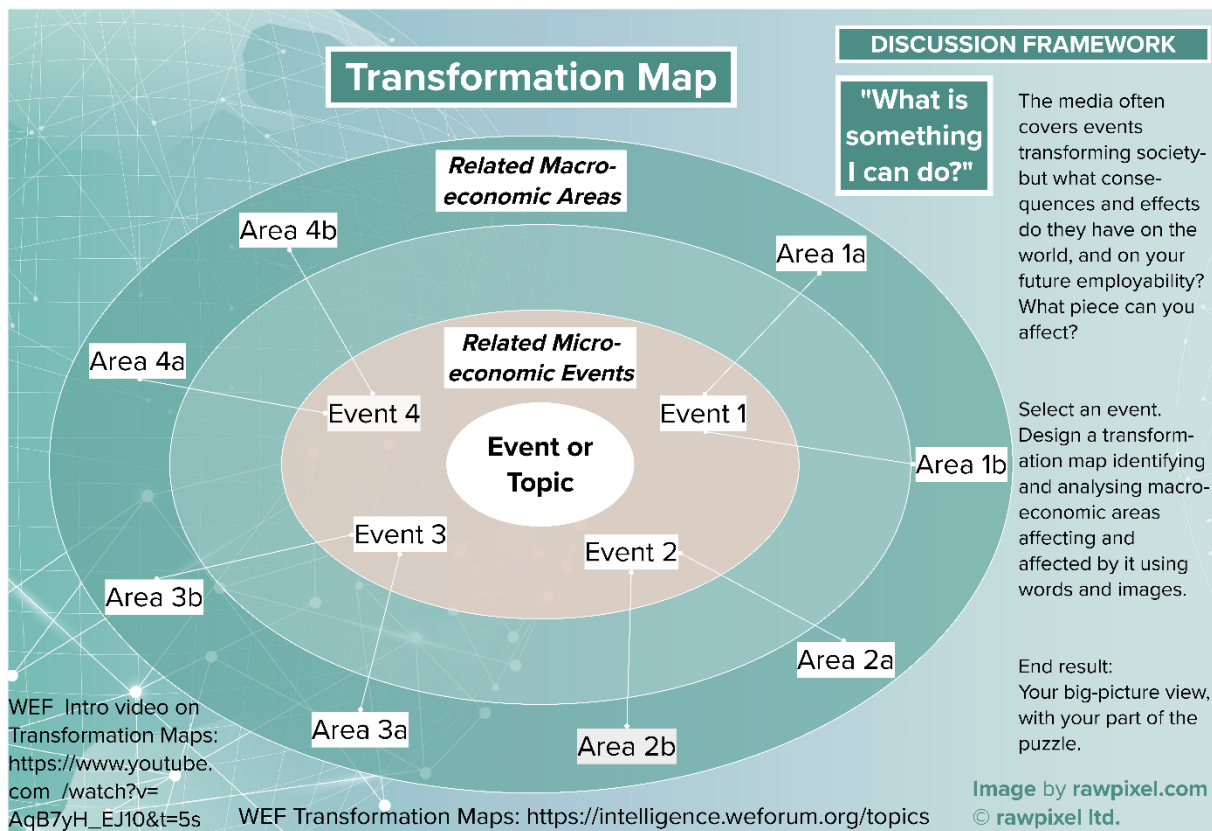 Transformation Map
DISCUSSION FRAMEWORK
"What is
something
I can do?"
The media often
covers events
transforming society-
but what conse-
quences and effects
do they have on the
world, and on your
future employability?
What piece can you
affect?
Select an event.
Design a transform-
ation map identifying
and analysing macro-
economic areas
affecting and
affected by it using
words and images.
End result:
Your big-picture view,
with your part of the
puzzle.
Related Macro-
economic Areas
Area 4b
Area 1a
Related Micro-
economic Events
Area 4a
Event 4
Event 1
Event or
Topic
Area 1b
Event 3
Event 2
Area 3b
Area 2a
Area 3a
Area 2b
WEF Intro video on
Transformation Maps:
https://www.youtube.
com /watch?v=
AqB7yH_EJ10&t=5s
WEF Transformation Maps: https://intelligence.weforum.org/topics
Image by rawpixel.com
© rawpixel ltd.